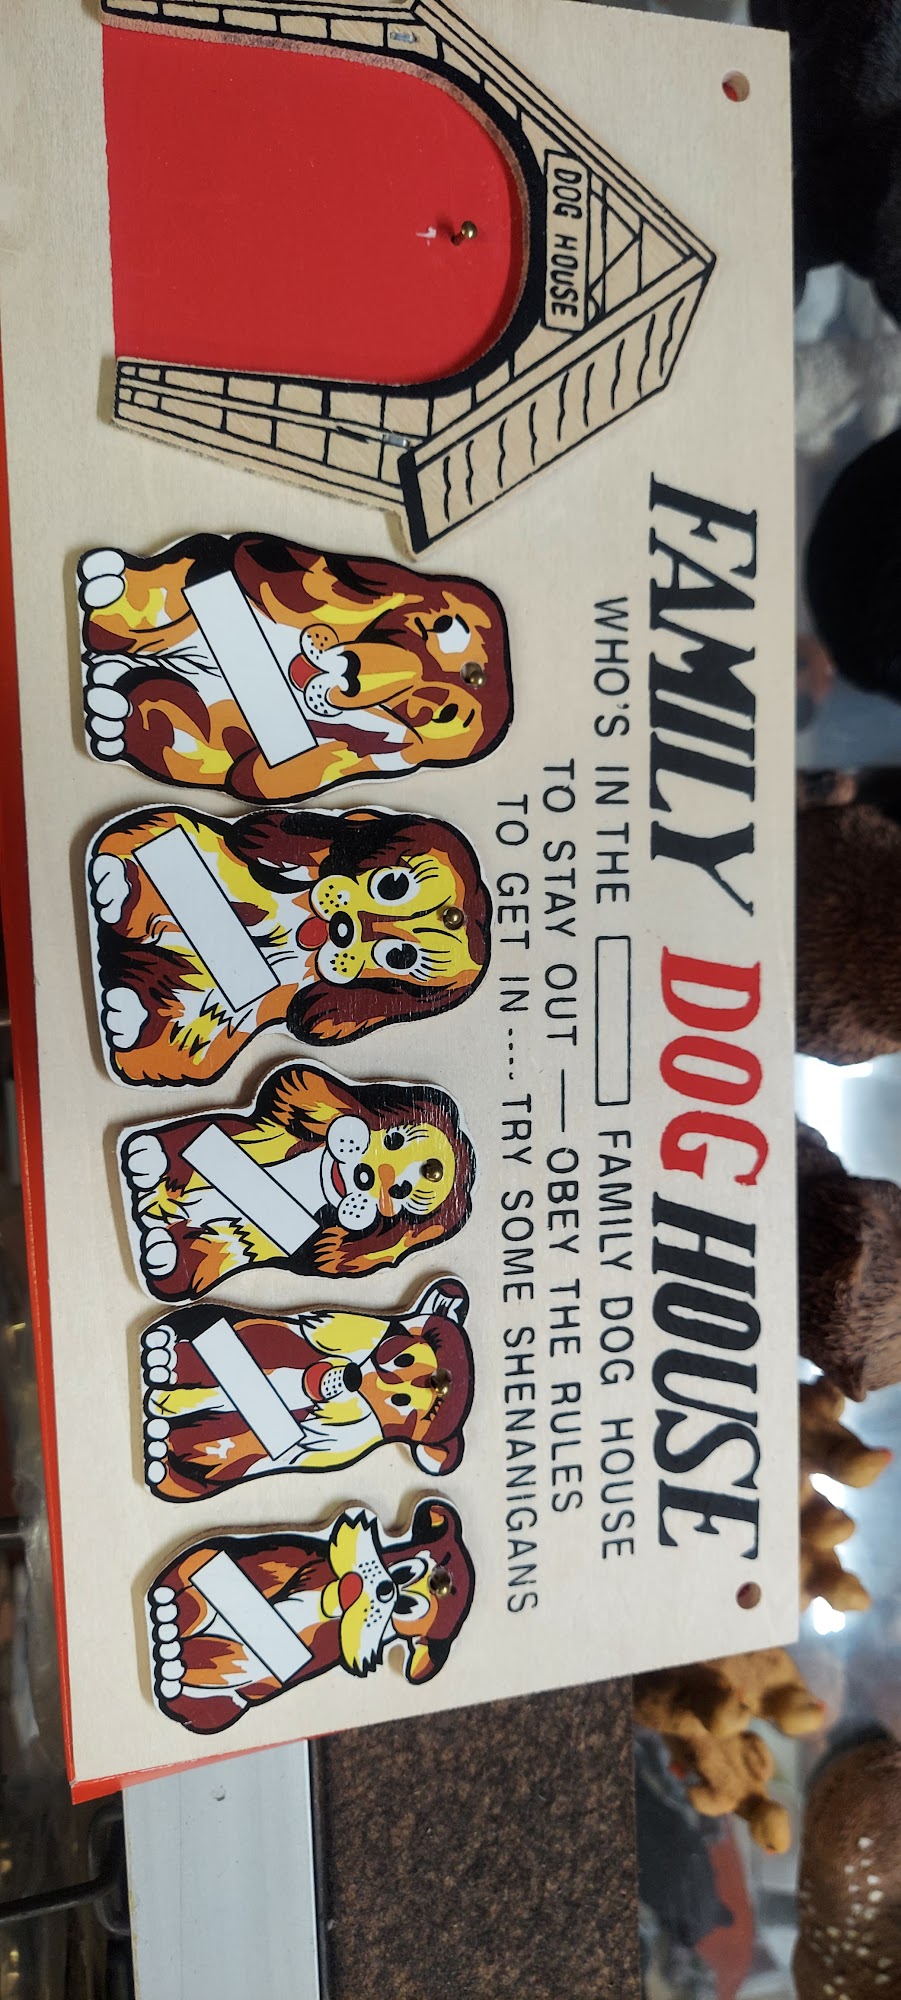 FAMILY DOG HOUSE
WHO'S IN THE FAMILY DOG HOUSE
TO STAY OUT — OBEY THE RULES
TO GET IN.... TRY SOME SHENANIGANS
DOG HOUSE